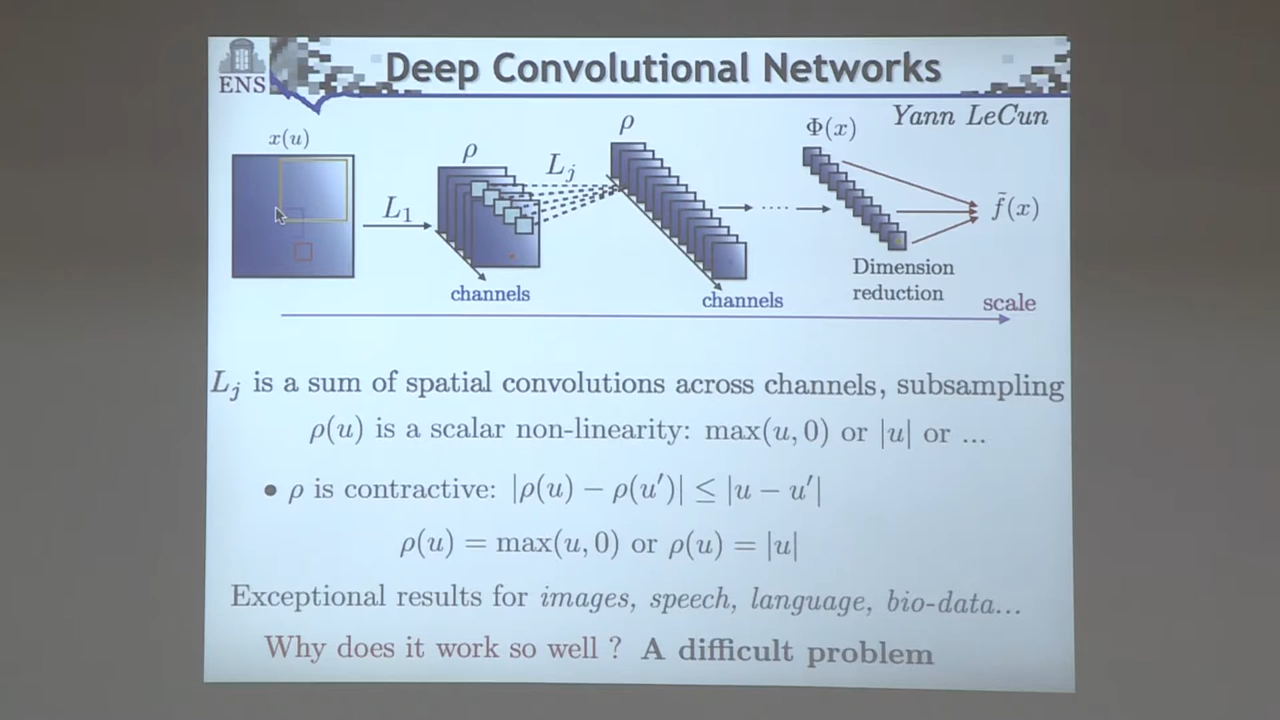 ENS
Deep Convolutional Networks
Yann LeCun
x(u)
ρ
ρ
Φ(x)
L₁
L_j
....
f̃(x)
channels
channels
Dimension
reduction
scale
L_j is a sum of spatial convolutions across channels, subsampling
ρ(u) is a scalar non-linearity: max(u, 0) or |u| or ...
• ρ is contractive: |ρ(u) − ρ(u′)| ≤ |u − u′|
ρ(u) = max(u, 0) or ρ(u) = |u|
Exceptional results for images, speech, language, bio-data...
Why does it work so well ? A difficult problem